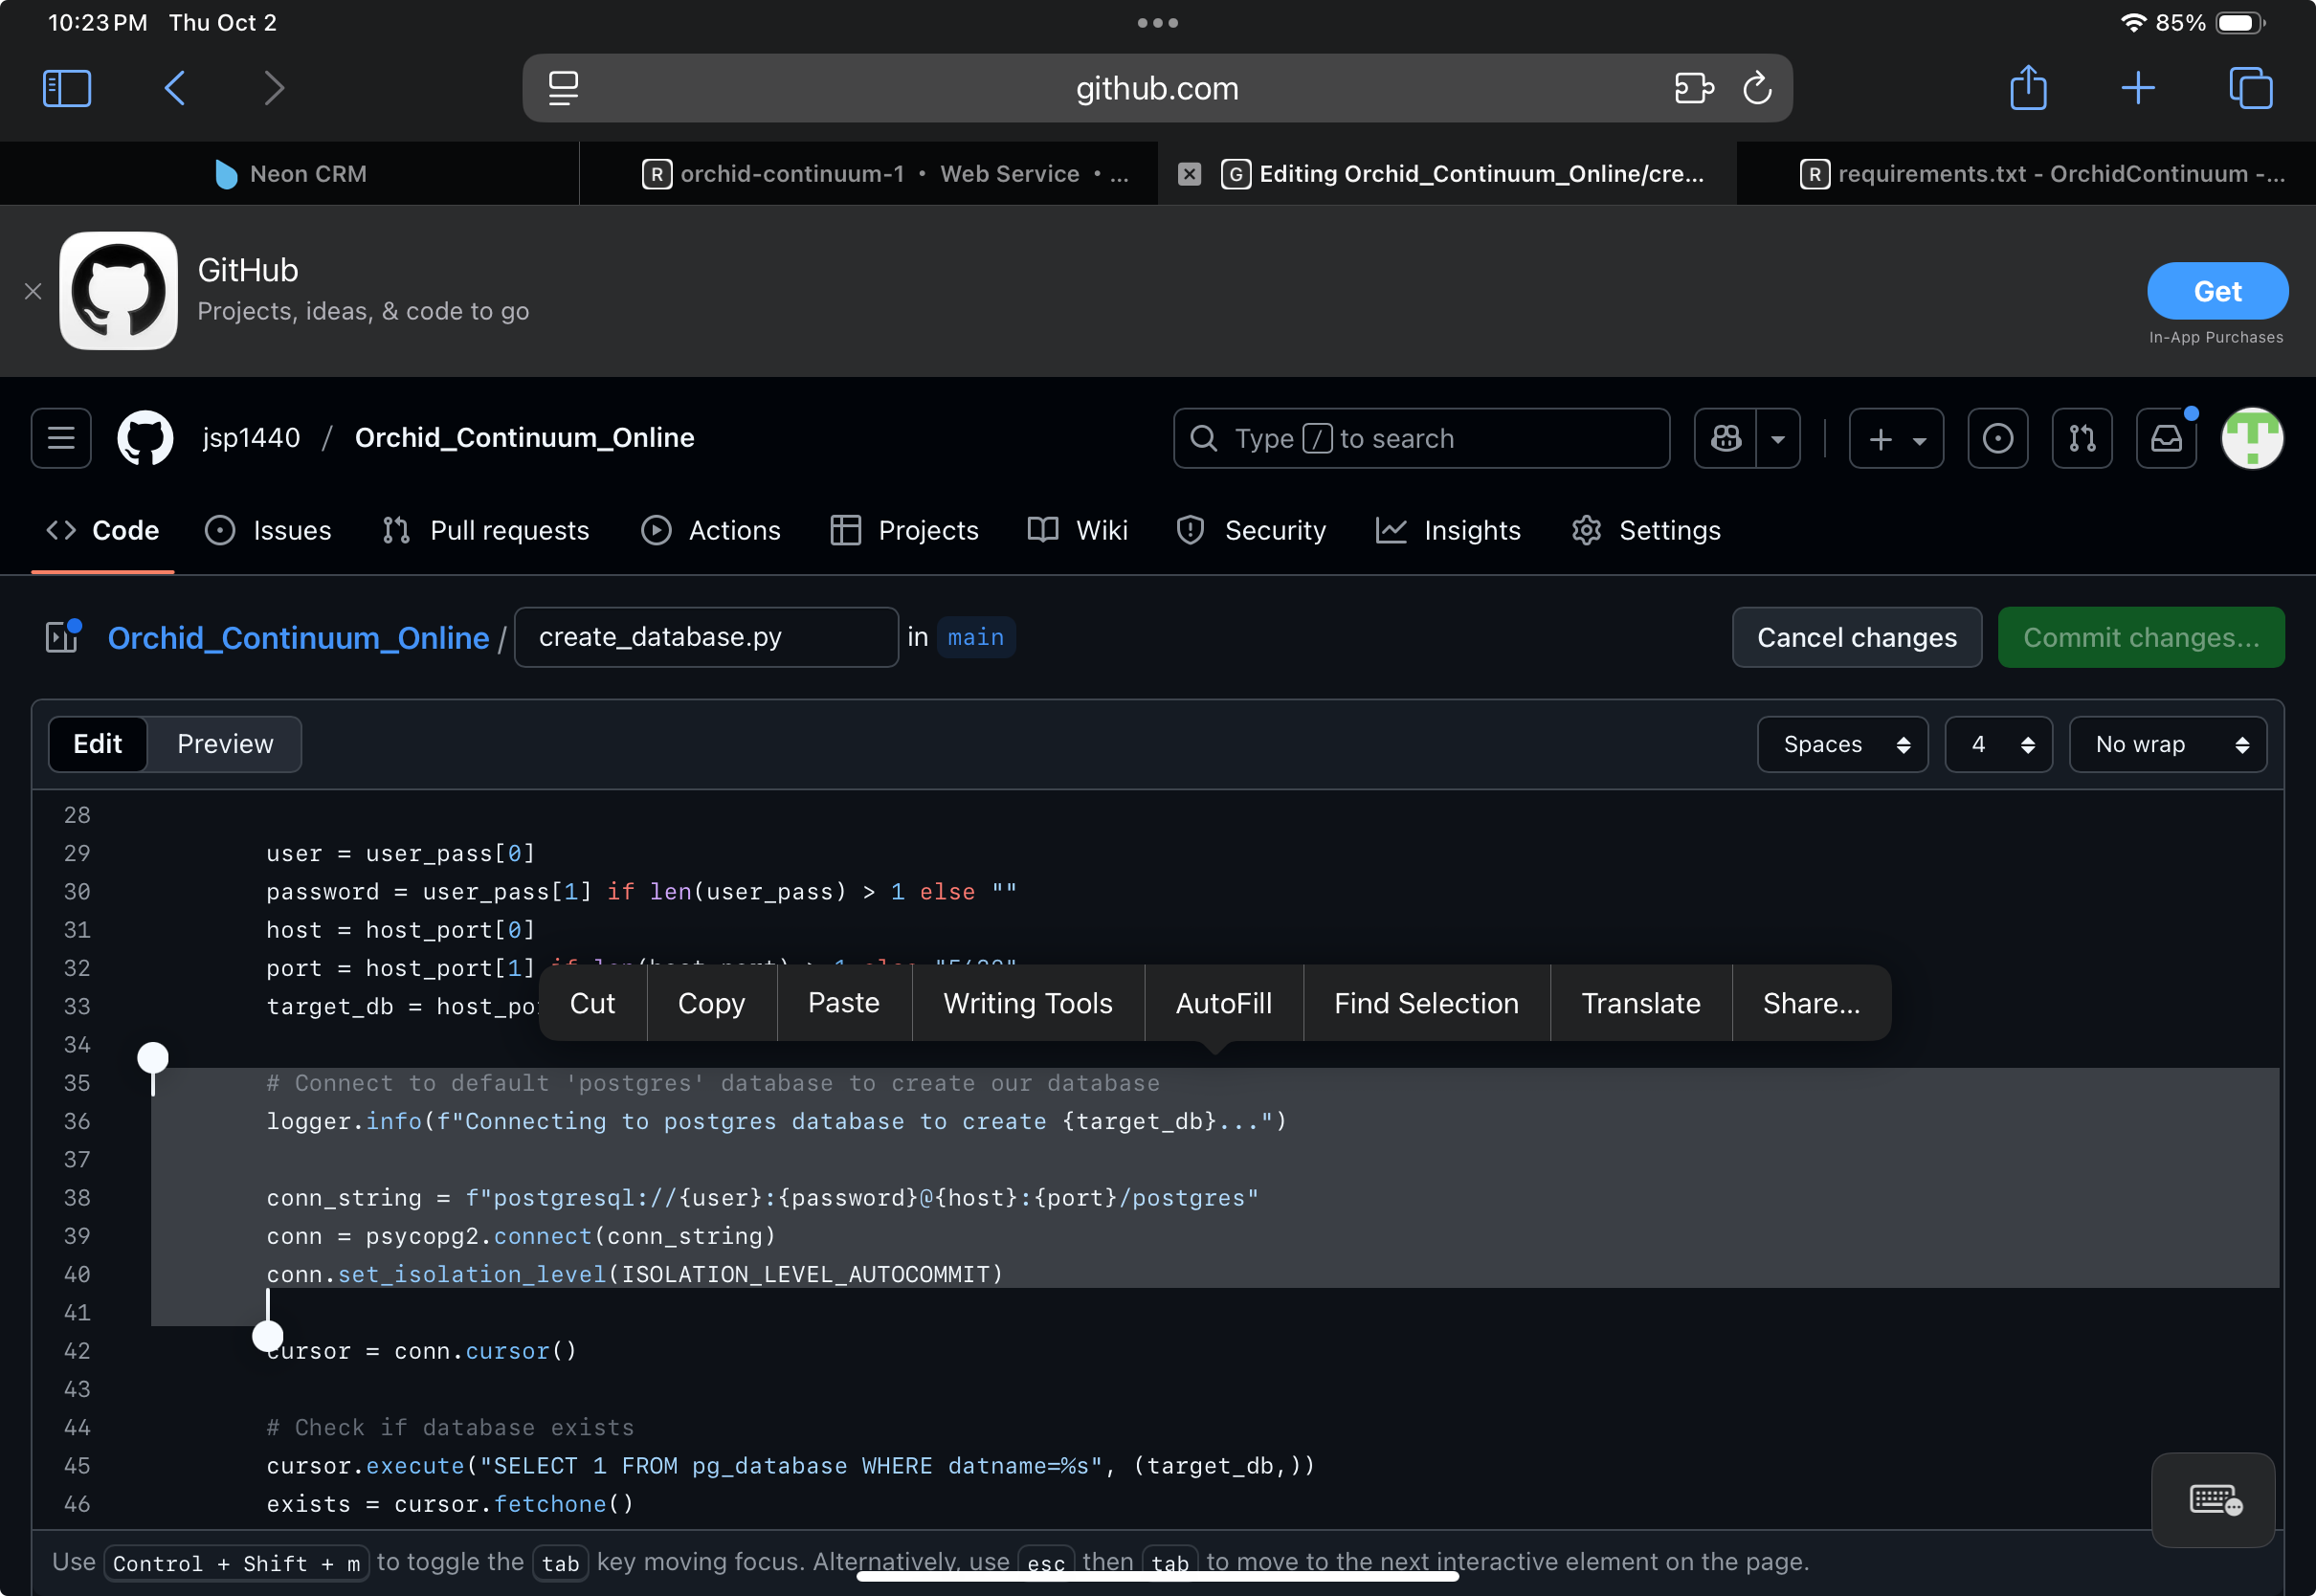 10:23 PM Thu Oct 2
85%
github.com
Neon CRM
R orchid-continuum-1 • Web Service • ...
G Editing Orchid_Continuum_Online/cre...
R requirements.txt - OrchidContinuum -...
GitHub
Projects, ideas, & code to go
Get
In-App Purchases
jsp1440 / Orchid_Continuum_Online
Type / to search
Code Issues Pull requests Actions Projects Wiki Security Insights Settings
Orchid_Continuum_Online / create_database.py in main
Cancel changes Commit changes...
Edit Preview
Spaces 4 No wrap
28
29 user = user_pass[0]
30 password = user_pass[1] if len(user_pass) > 1 else ""
31 host = host_port[0]
32 port = host_port[1]
33 target_db = host_po
Cut Copy Paste Writing Tools AutoFill Find Selection Translate Share...
34
35 # Connect to default 'postgres' database to create our database
36 logger.info(f"Connecting to postgres database to create {target_db}...")
37
38 conn_string = f"postgresql://{user}:{password}@{host}:{port}/postgres"
39 conn = psycopg2.connect(conn_string)
40 conn.set_isolation_level(ISOLATION_LEVEL_AUTOCOMMIT)
41
42 cursor = conn.cursor()
43
44 # Check if database exists
45 cursor.execute("SELECT 1 FROM pg_database WHERE datname=%s", (target_db,))
46 exists = cursor.fetchone()
Use Control + Shift + m to toggle the tab key moving focus. Alternatively, use esc then tab to move to the next interactive element on the page.